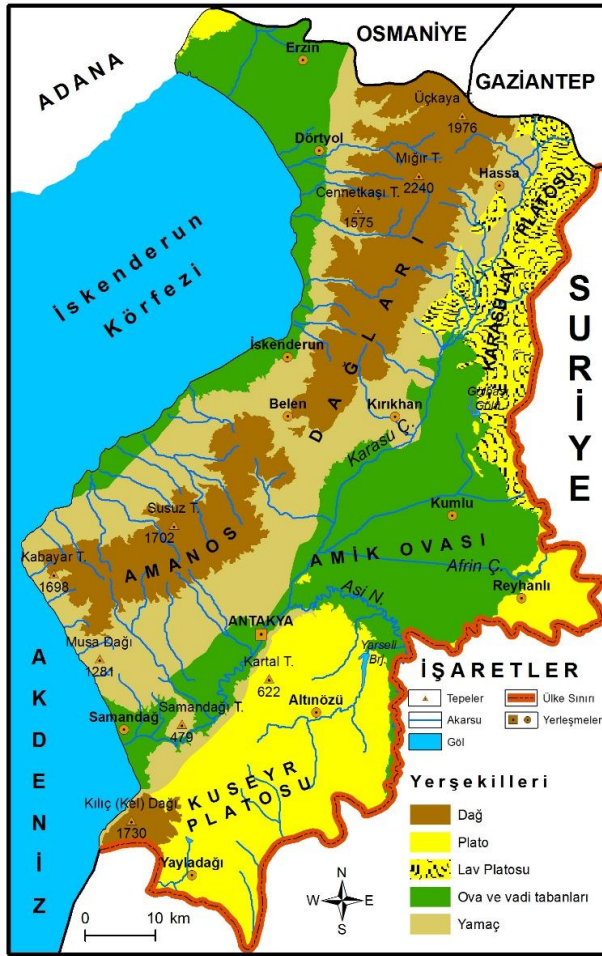 OSMANİYE
ADANA
GAZİANTEP
Erzin
Üçkaya T.
1976
Dörtyol
Mığır T.
2240
Hassa
Cennetkaşı T.
1575
İskenderun
Körfezi
KARASU LAV PLATOSU
SURİYE
İskenderun
Belen
Kırıkhan
DAĞLARI
Karasu Ç.
Gölbaşı
Gölü
Susuz T.
1702
Kumlu
Kabayar T.
1698
AMANOS
AMİK OVASI
Afrin Ç.
Reyhanlı
Asi N.
Musa Dağı
1281
ANTAKYA
Yarseli
Brj.
Kartal T.
622
AKDENİZ
Samandağ
Samandağı T.
479
Altınözü
KUSEYR
PLATOSU
Kılıç (Kel) Dağı
1730
Yayladağı
İŞARETLER
Tepeler
Ülke Sınırı
Akarsu
Yerleşmeler
Göl
Yerşekilleri
Dağ
Plato
Lav Platosu
Ova ve vadi tabanları
Yamaç
N
W E
S
0 10 km